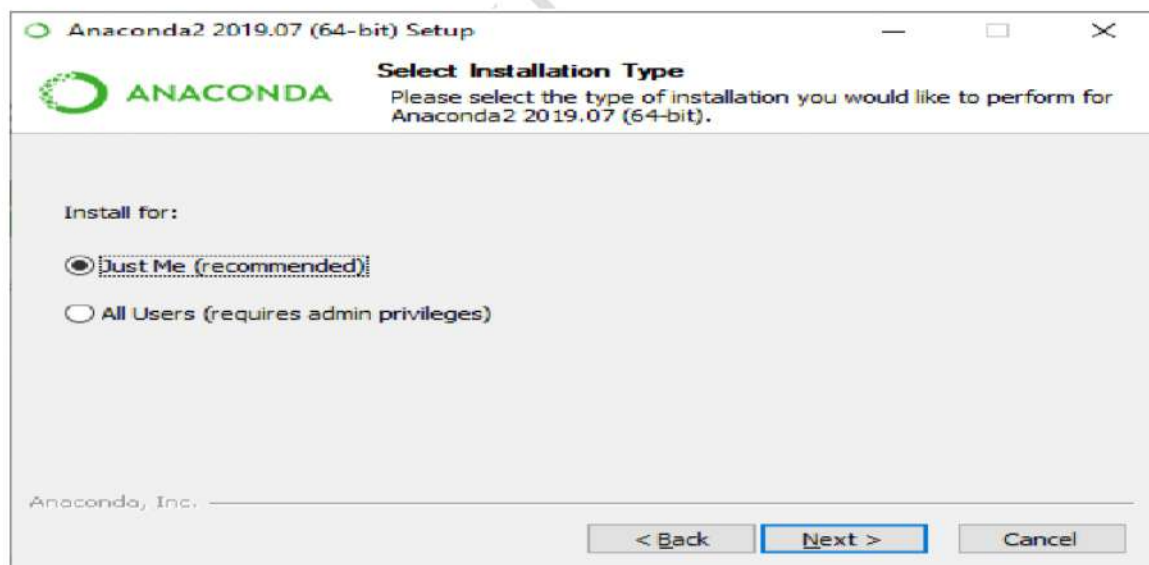 Anaconda2 2019.07 (64-bit) Setup
ANACONDA
Select Installation Type
Please select the type of installation you would like to perform for
Anaconda2 2019.07 (64-bit).
Install for:
Just Me (recommended)
All Users (requires admin privileges)
Anaconda, Inc.
< Back
Next >
Cancel